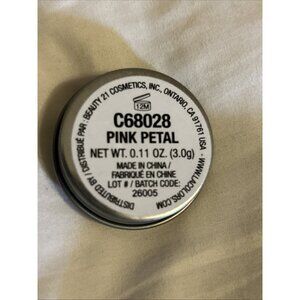 DISTRIBUTED BY / DISTRIBUÉ PAR: BEAUTY 21 COSMETICS, INC., ONTARIO, CA 91761 USA • WWW.LACOLORS.COM
12M
C68028
PINK PETAL
NET WT. 0.11 OZ. (3.0g)
MADE IN CHINA /
FABRIQUÉ EN CHINE
LOT # / BATCH CODE:
26005